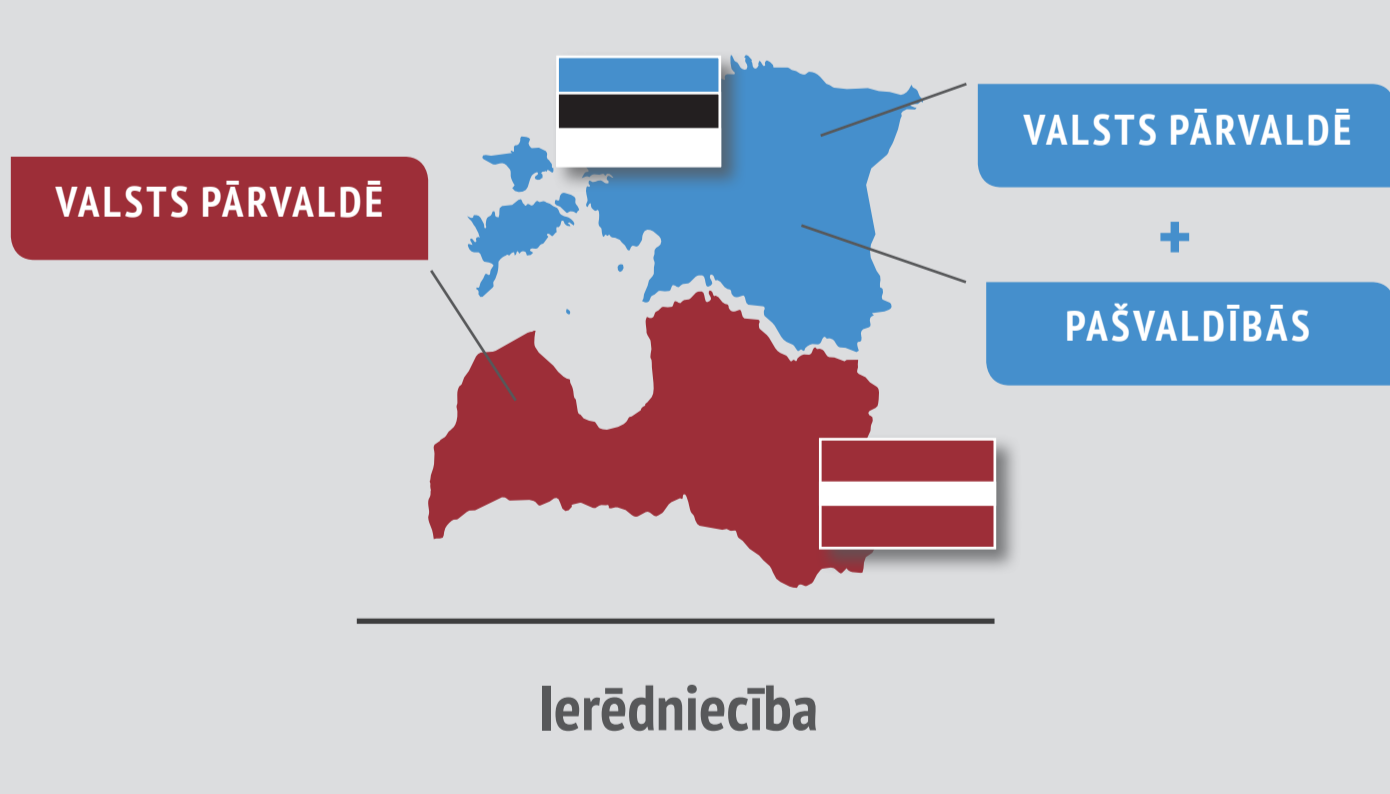 VALSTS PĀRVALDĒ
VALSTS PĀRVALDĒ
+
PAŠVALDĪBĀS
Ierēdniecība